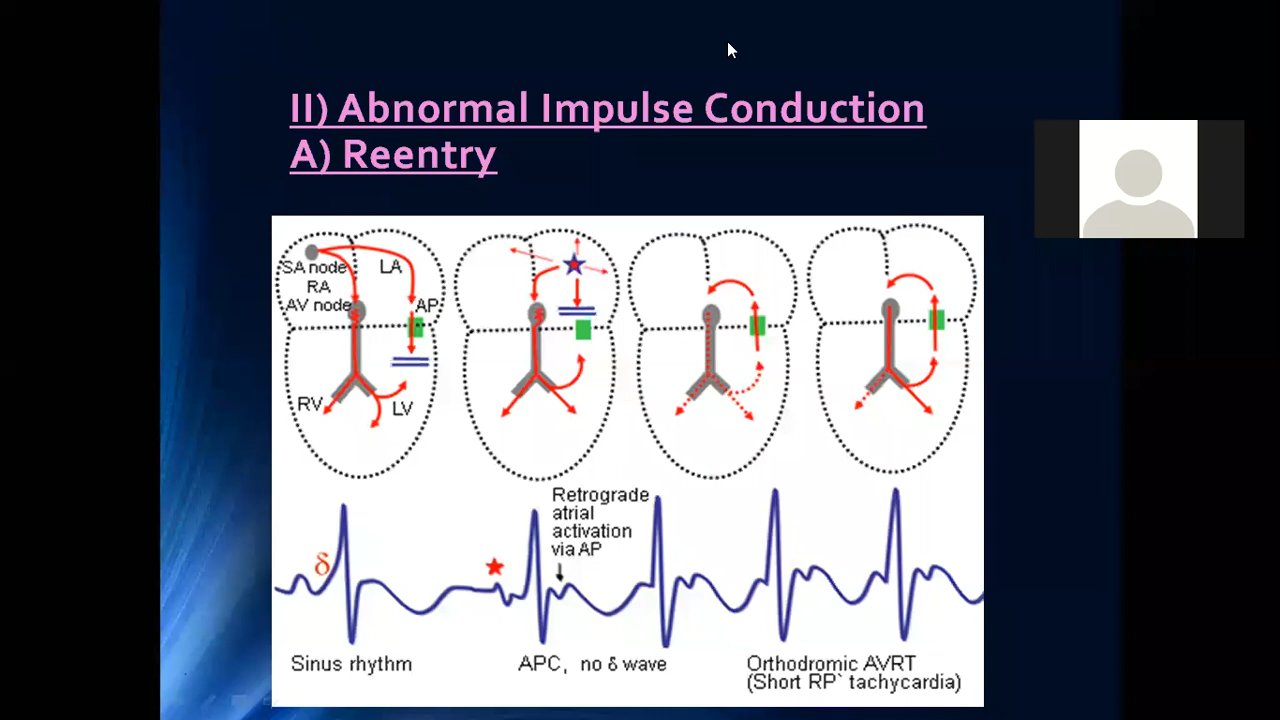 II) Abnormal Impulse Conduction
A) Reentry
SA node
LA
RA
AV node
AP
RV
LV
Retrograde
atrial
activation
via AP
δ
Sinus rhythm
APC, no δ wave
Orthodromic AVRT
(Short RP` tachycardia)